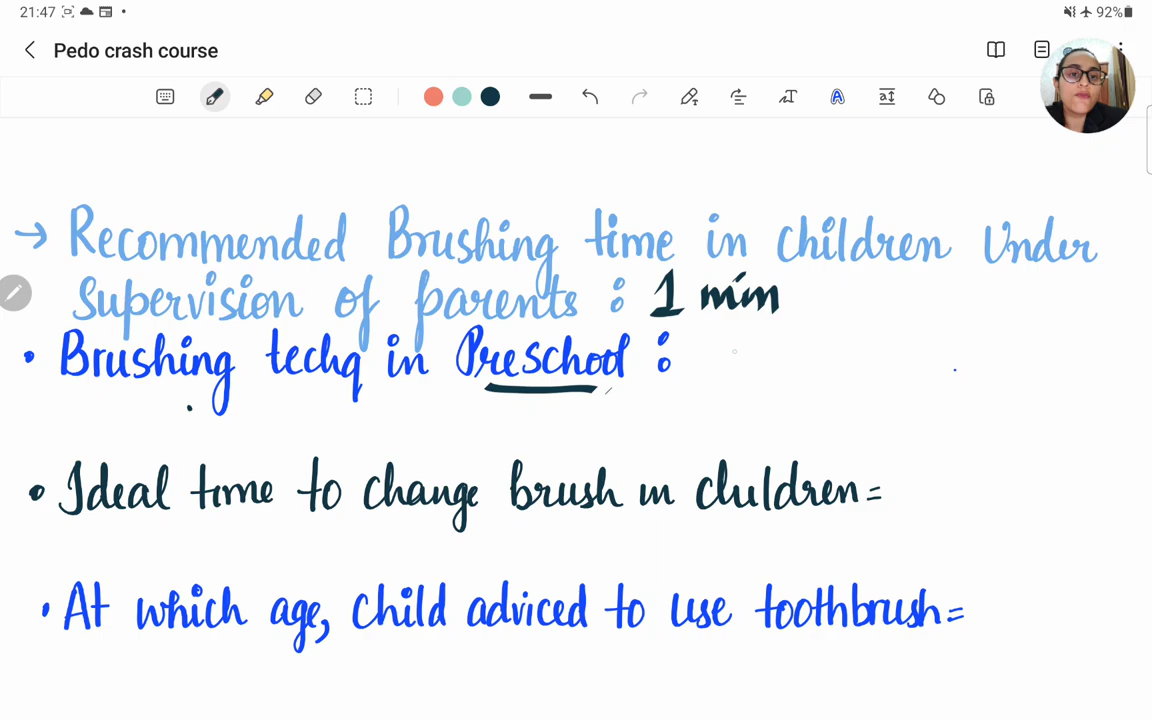 21:47
92%
Pedo crash course
→ Recommended Brushing time in children Under
Supervision of parents : 1 min
• Brushing techq in Preschool :
• Ideal time to change brush in children =
• At which age, child adviced to use toothbrush =